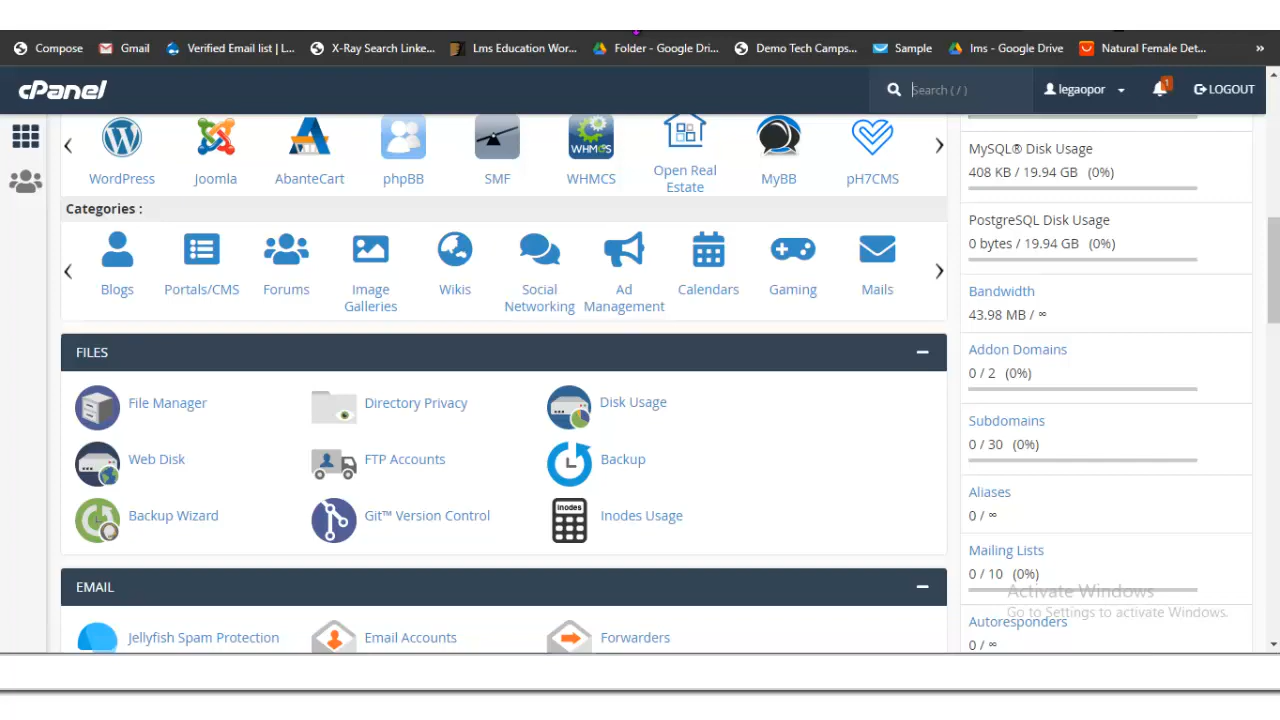 Compose Gmail Verified Email list | L... X-Ray Search Linke... Lms Education Wor... Folder - Google Dri... Demo Tech Camps... Sample lms - Google Drive Natural Female Det... »
cPanel Search ( / ) legaopor 1 LOGOUT
WordPress Joomla AbanteCart phpBB SMF WHMCS WHMCS Open Real Estate MyBB pH7CMS
Categories :
Blogs Portals/CMS Forums Image Galleries Wikis Social Networking Ad Management Calendars Gaming Mails
FILES
File Manager Directory Privacy Disk Usage
Web Disk FTP Accounts Backup
Backup Wizard Git™ Version Control inodes Inodes Usage
EMAIL
Jellyfish Spam Protection Email Accounts Forwarders
MySQL® Disk Usage
408 KB / 19.94 GB (0%)
PostgreSQL Disk Usage
0 bytes / 19.94 GB (0%)
Bandwidth
43.98 MB / ∞
Addon Domains
0 / 2 (0%)
Subdomains
0 / 30 (0%)
Aliases
0 / ∞
Mailing Lists
0 / 10 (0%)
Autoresponders
0 / ∞
Activate Windows
Go to Settings to activate Windows.